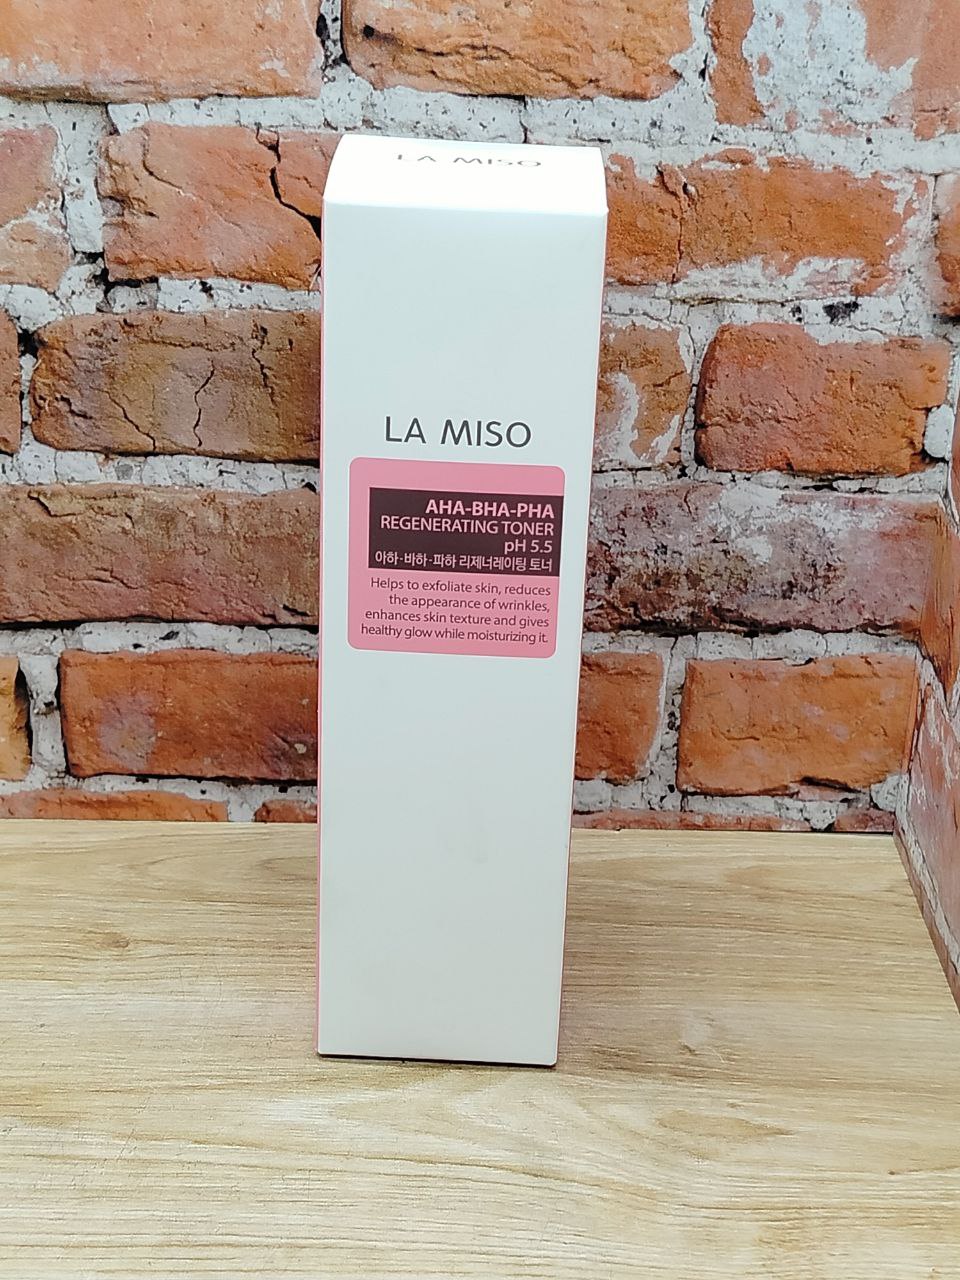 LA MISO
LA MISO
AHA-BHA-PHA
REGENERATING TONER
pH 5.5
아하-바하-파하 리제너레이팅 토너
Helps to exfoliate skin, reduces
the appearance of wrinkles,
enhances skin texture and gives
healthy glow while moisturizing it.